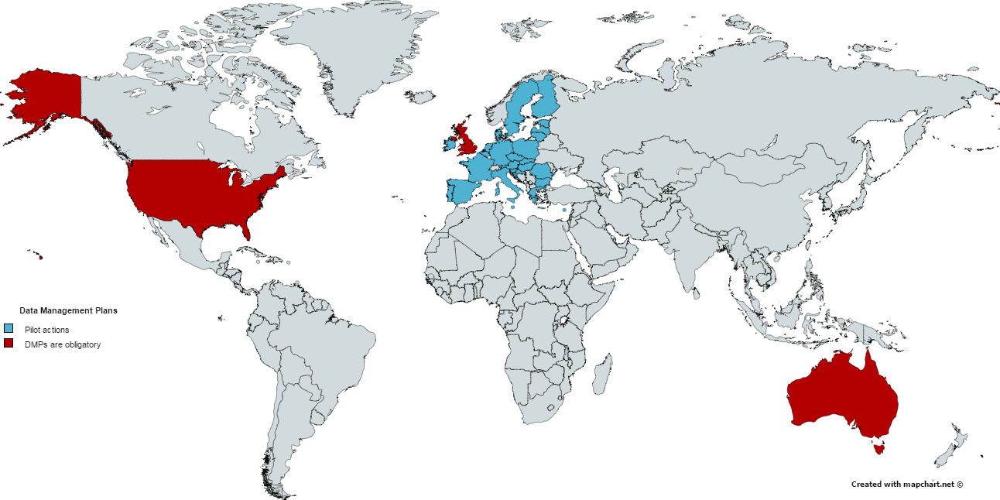 Data Management Plans
Pilot actions
DMPs are obligatory
Created with mapchart.net ©